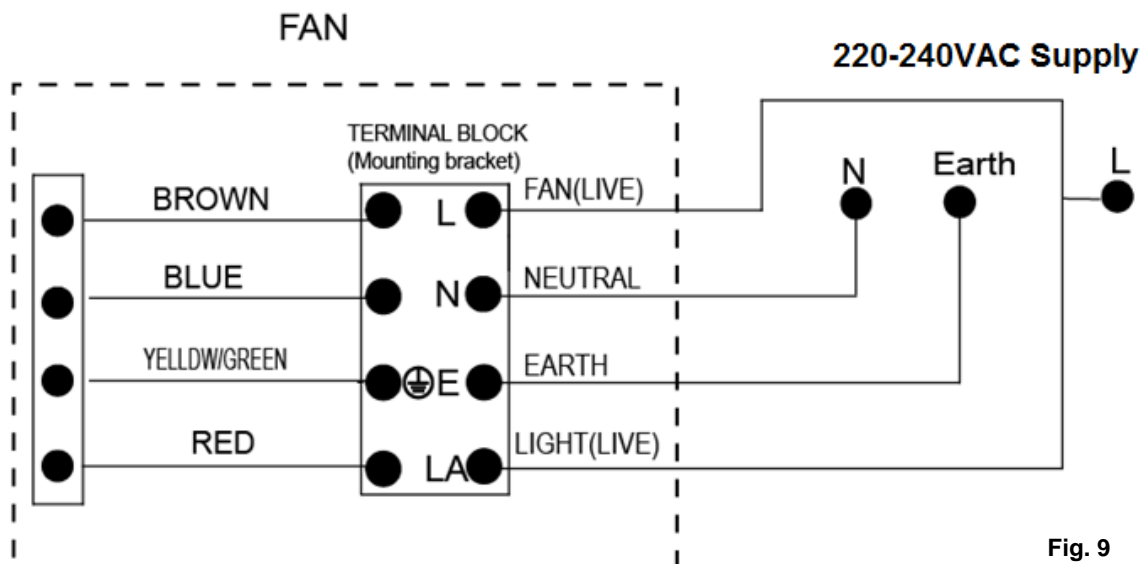 FAN
220-240VAC Supply
TERMINAL BLOCK
(Mounting bracket)
BROWN
L
FAN(LIVE)
N
Earth
L
BLUE
N
NEUTRAL
YELLDW/GREEN
E
EARTH
RED
LA
LIGHT(LIVE)
Fig. 9